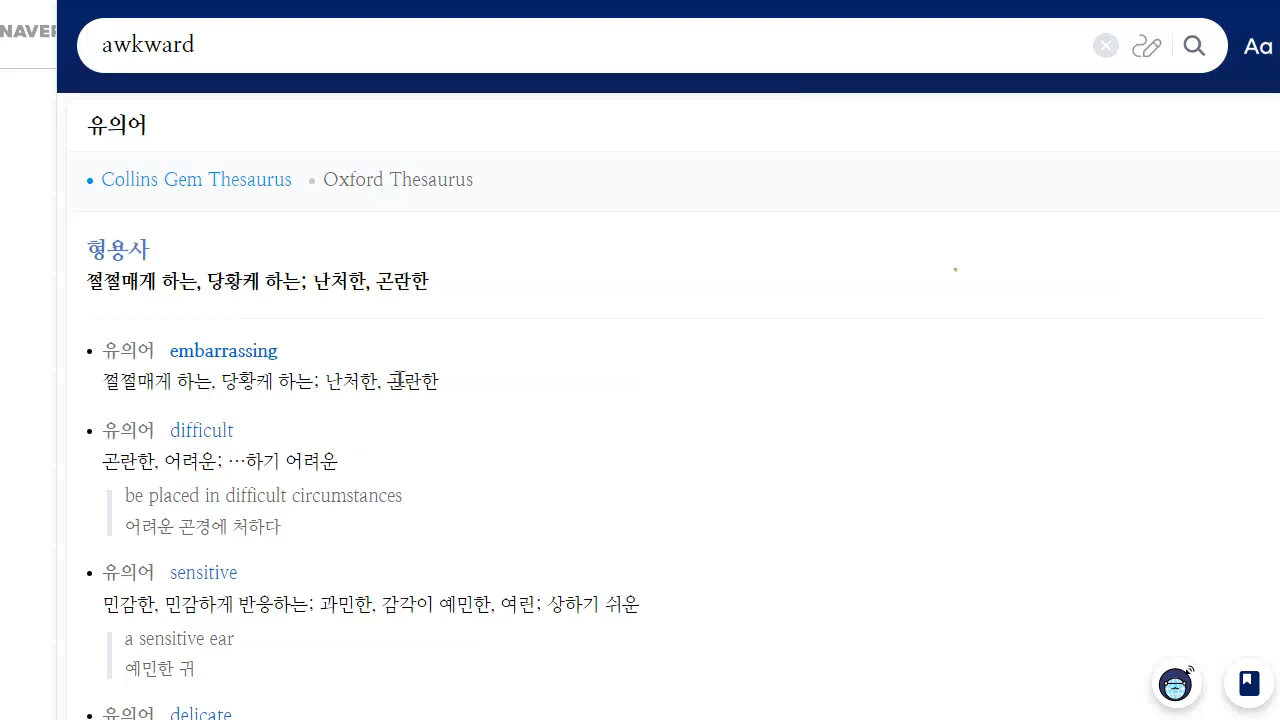 NAVER
awkward
Aa
유의어
• Collins Gem Thesaurus • Oxford Thesaurus
형용사
쩔쩔매게 하는, 당황케 하는; 난처한, 곤란한
• 유의어 embarrassing
쩔쩔매게 하는, 당황케 하는; 난처한, 곤란한
• 유의어 difficult
곤란한, 어려운; …하기 어려운
be placed in difficult circumstances
어려운 곤경에 처하다
• 유의어 sensitive
민감한, 민감하게 반응하는; 과민한, 감각이 예민한, 여린; 상하기 쉬운
a sensitive ear
예민한 귀
• 유의어 delicate